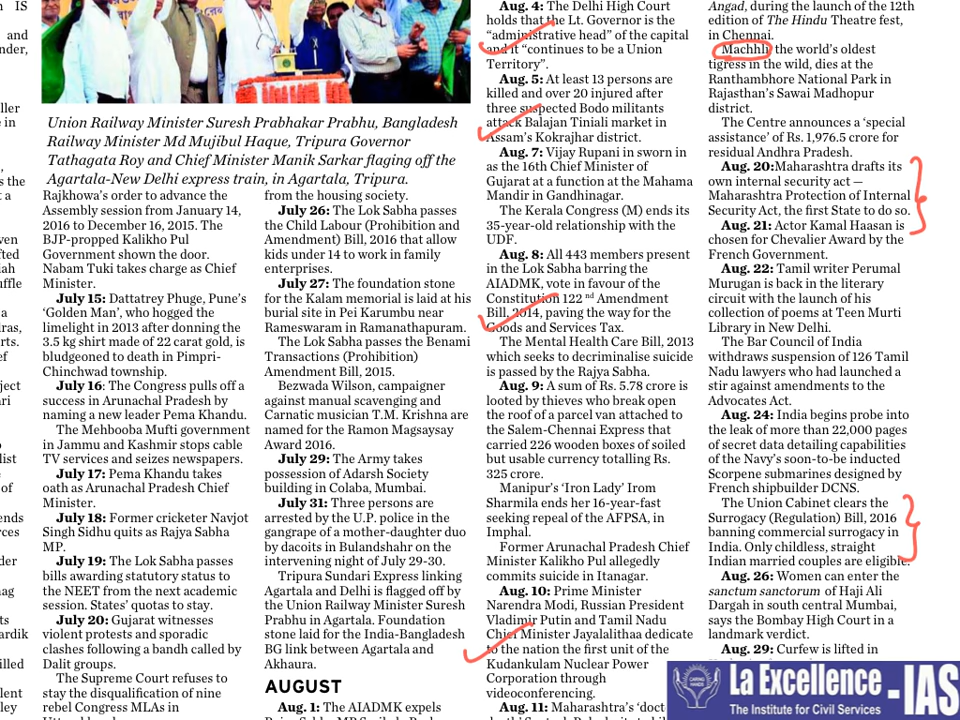 IS
and
nder,
ller
e in
,
s the
t a
ven
fted
iah
uffle
a
dras,
rts.
ef
ject
ari
o
list
e
of
ends
rces
der
nag
ts
ardik
illed
lent
ley
Union Railway Minister Suresh Prabhakar Prabhu, Bangladesh
Railway Minister Md Mujibul Haque, Tripura Governor
Tathagata Roy and Chief Minister Manik Sarkar flaging off the
Agartala-New Delhi express train, in Agartala, Tripura.
Rajkhowa's order to advance the
Assembly session from January 14,
2016 to December 16, 2015. The
BJP-propped Kalikho Pul
Government shown the door.
Nabam Tuki takes charge as Chief
Minister.
July 15: Dattatrey Phuge, Pune's
'Golden Man', who hogged the
limelight in 2013 after donning the
3.5 kg shirt made of 22 carat gold, is
bludgeoned to death in Pimpri-
Chinchwad township.
July 16: The Congress pulls off a
success in Arunachal Pradesh by
naming a new leader Pema Khandu.
The Mehbooba Mufti government
in Jammu and Kashmir stops cable
TV services and seizes newspapers.
July 17: Pema Khandu takes
oath as Arunachal Pradesh Chief
Minister.
July 18: Former cricketer Navjot
Singh Sidhu quits as Rajya Sabha
MP.
July 19: The Lok Sabha passes
bills awarding statutory status to
the NEET from the next academic
session. States' quotas to stay.
July 20: Gujarat witnesses
violent protests and sporadic
clashes following a bandh called by
Dalit groups.
The Supreme Court refuses to
stay the disqualification of nine
rebel Congress MLAs in
from the housing society.
July 26: The Lok Sabha passes
the Child Labour (Prohibition and
Amendment) Bill, 2016 that allow
kids under 14 to work in family
enterprises.
July 27: The foundation stone
for the Kalam memorial is laid at his
burial site in Pei Karumbu near
Rameswaram in Ramanathapuram.
The Lok Sabha passes the Benami
Transactions (Prohibition)
Amendment Bill, 2015.
Bezwada Wilson, campaigner
against manual scavenging and
Carnatic musician T.M. Krishna are
named for the Ramon Magsaysay
Award 2016.
July 29: The Army takes
possession of Adarsh Society
building in Colaba, Mumbai.
July 31: Three persons are
arrested by the U.P. police in the
gangrape of a mother-daughter duo
by dacoits in Bulandshahr on the
intervening night of July 29-30.
Tripura Sundari Express linking
Agartala and Delhi is flagged off by
the Union Railway Minister Suresh
Prabhu in Agartala. Foundation
stone laid for the India-Bangladesh
BG link between Agartala and
Akhaura.
AUGUST
Aug. 1: The AIADMK expels
Aug. 4: The Delhi High Court
holds that the Lt. Governor is the
"administrative head" of the capital
and it "continues to be a Union
Territory".
Aug. 5: At least 13 persons are
killed and over 20 injured after
three suspected Bodo militants
attack Balajan Tiniali market in
Assam's Kokrajhar district.
Aug. 7: Vijay Rupani in sworn in
as the 16th Chief Minister of
Gujarat at a function at the Mahama
Mandir in Gandhinagar.
The Kerala Congress (M) ends its
35-year-old relationship with the
UDF.
Aug. 8: All 443 members present
in the Lok Sabha barring the
AIADMK, vote in favour of the
Constitution 122 nd Amendment
Bill, 2014, paving the way for the
Goods and Services Tax.
The Mental Health Care Bill, 2013
which seeks to decriminalise suicide
is passed by the Rajya Sabha.
Aug. 9: A sum of Rs. 5.78 crore is
looted by thieves who break open
the roof of a parcel van attached to
the Salem-Chennai Express that
carried 226 wooden boxes of soiled
but usable currency totalling Rs.
325 crore.
Manipur's 'Iron Lady' Irom
Sharmila ends her 16-year-fast
seeking repeal of the AFPSA, in
Imphal.
Former Arunachal Pradesh Chief
Minister Kalikho Pul allegedly
commits suicide in Itanagar.
Aug. 10: Prime Minister
Narendra Modi, Russian President
Vladimir Putin and Tamil Nadu
Chief Minister Jayalalithaa dedicate
to the nation the first unit of the
Kudankulam Nuclear Power
Corporation through
videoconferencing.
Aug. 11: Maharashtra's 'doct
Angad, during the launch of the 12th
edition of The Hindu Theatre fest,
in Chennai.
Machhli, the world's oldest
tigress in the wild, dies at the
Ranthambhore National Park in
Rajasthan's Sawai Madhopur
district.
The Centre announces a 'special
assistance' of Rs. 1,976.5 crore for
residual Andhra Pradesh.
Aug. 20:Maharashtra drafts its
own internal security act —
Maharashtra Protection of Internal
Security Act, the first State to do so.
Aug. 21: Actor Kamal Haasan is
chosen for Chevalier Award by the
French Government.
Aug. 22: Tamil writer Perumal
Murugan is back in the literary
circuit with the launch of his
collection of poems at Teen Murti
Library in New Delhi.
The Bar Council of India
withdraws suspension of 126 Tamil
Nadu lawyers who had launched a
stir against amendments to the
Advocates Act.
Aug. 24: India begins probe into
the leak of more than 22,000 pages
of secret data detailing capabilities
of the Navy's soon-to-be inducted
Scorpene submarines designed by
French shipbuilder DCNS.
The Union Cabinet clears the
Surrogacy (Regulation) Bill, 2016
banning commercial surrogacy in
India. Only childless, straight
Indian married couples are eligible.
Aug. 26: Women can enter the
sanctum sanctorum of Haji Ali
Dargah in south central Mumbai,
says the Bombay High Court in a
landmark verdict.
Aug. 29: Curfew is lifted in
La Excellence -IAS
The Institute for Civil Services